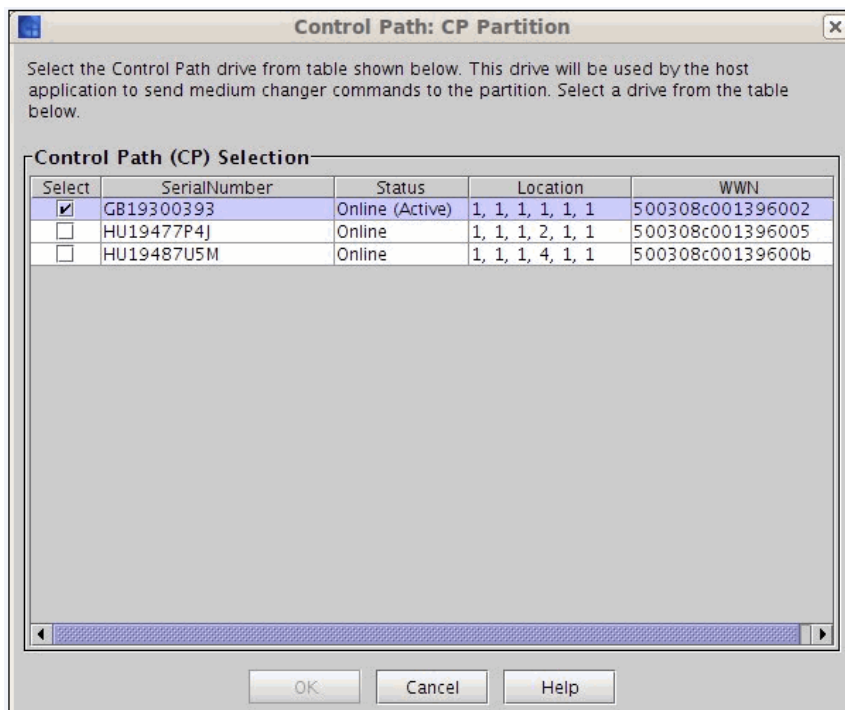 Control Path: CP Partition
Select the Control Path drive from table shown below. This drive will be used by the host
application to send medium changer commands to the partition. Select a drive from the table
below.
Control Path (CP) Selection
Select SerialNumber Status Location WWN
GB19300393 Online (Active) 1, 1, 1, 1, 1, 1 500308c001396002
HU19477P4J Online 1, 1, 1, 2, 1, 1 500308c001396005
HU19487U5M Online 1, 1, 1, 4, 1, 1 500308c00139600b
OK Cancel Help